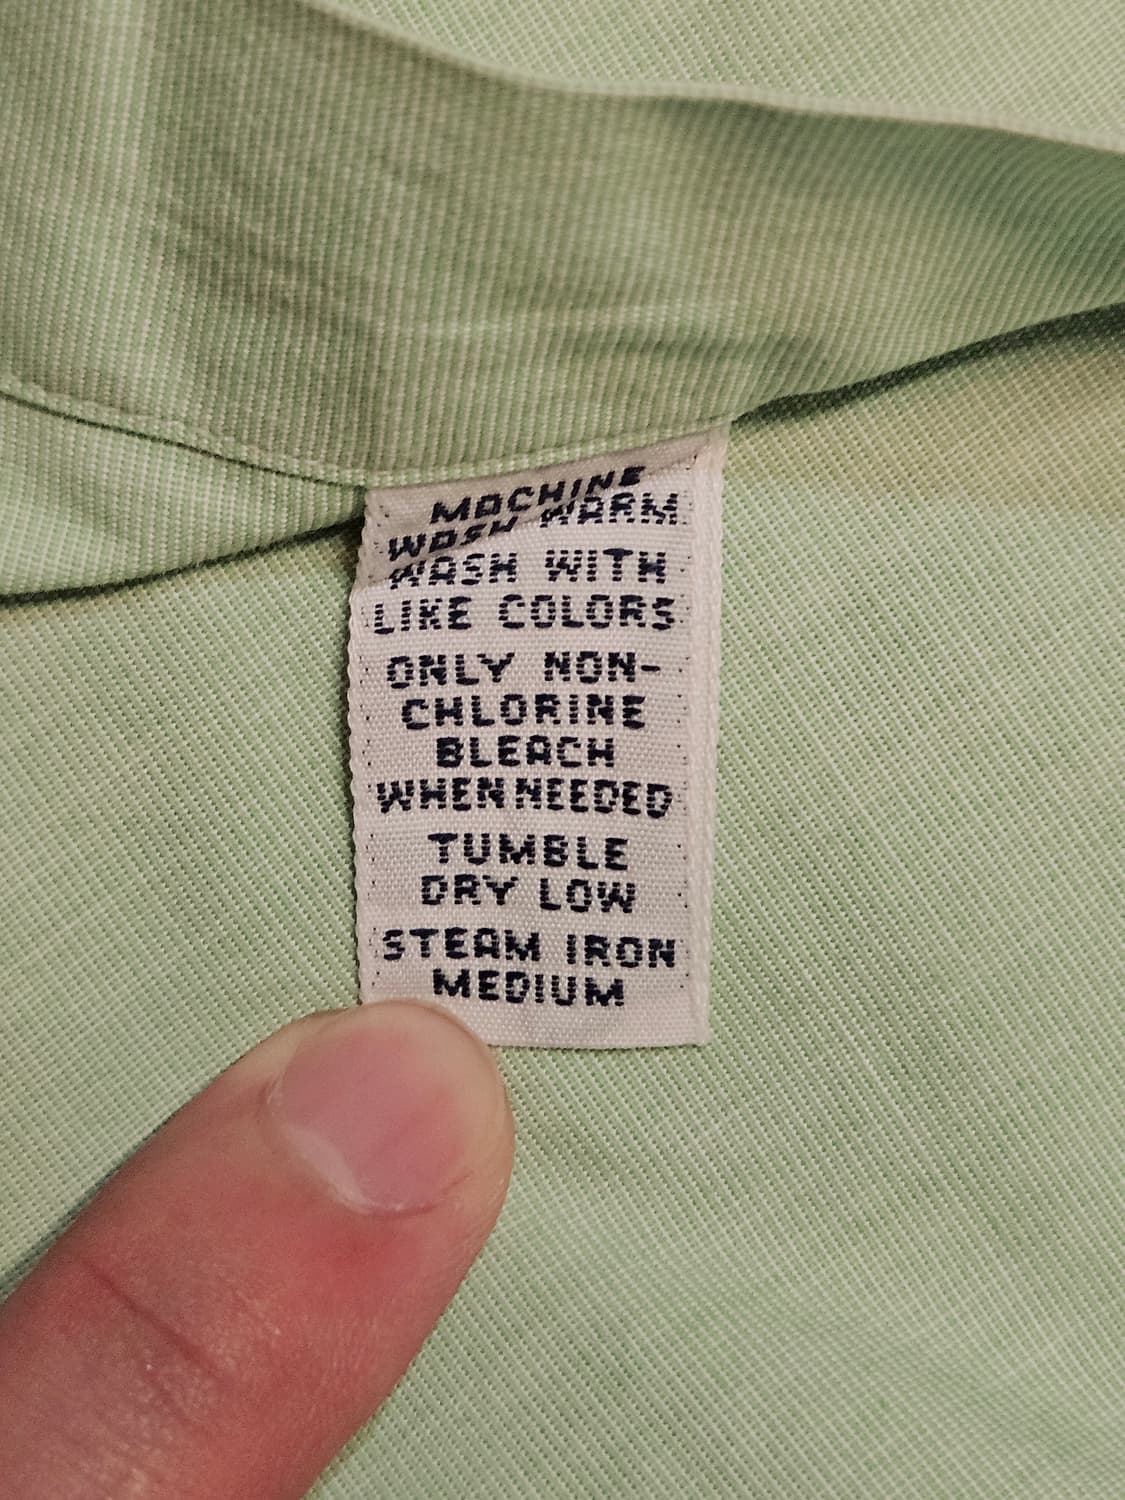 MACHINE
WASH WARM
WASH WITH
LIKE COLORS
ONLY NON-
CHLORINE
BLEACH
WHEN NEEDED
TUMBLE
DRY LOW
STEAM IRON
MEDIUM